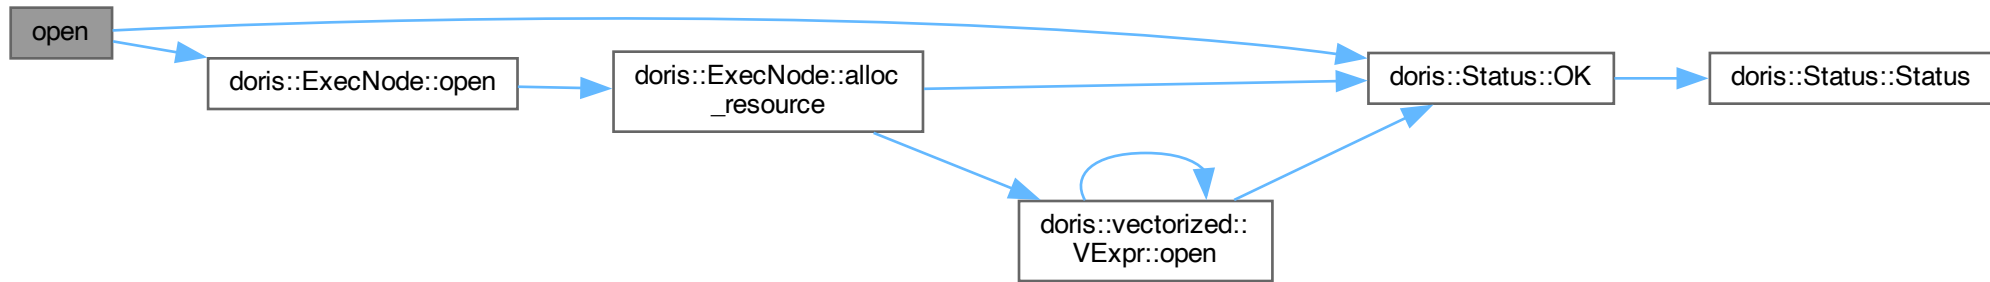 open
doris::ExecNode::open
doris::ExecNode::alloc
_resource
doris::vectorized::
VExpr::open
doris::Status::OK
doris::Status::Status